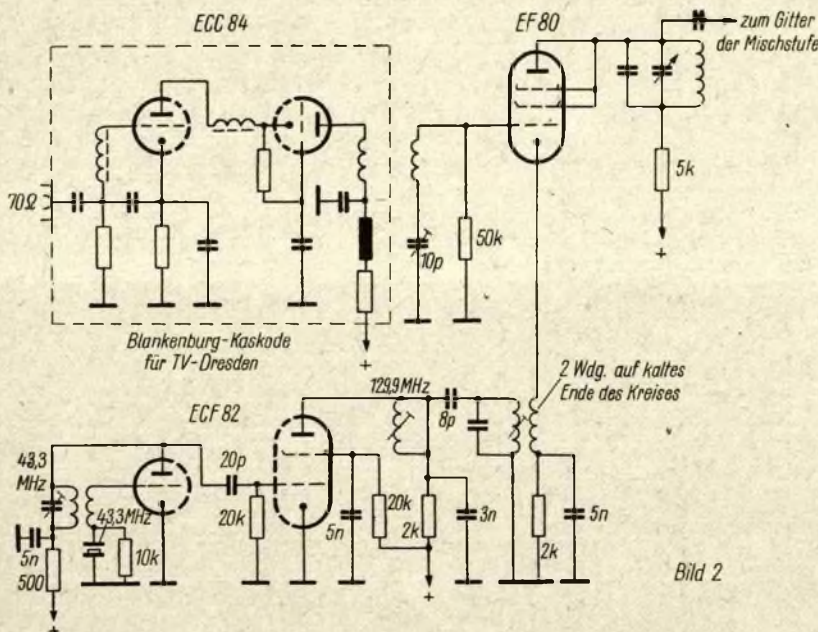 ECC 84
EF 80
zum Gitter
der Mischstufe
70Ω
10p
50k
5k
+
Blankenburg-Kaskode
für TV-Dresden
+
2 Wdg. auf kaltes
Ende des Kreises
129,9 MHz
ECF 82
8p
43,3
MHz
20p
43,3 MHz
5n
500
10k
20k
5n
20k
2k
3n
2k
5n
+
+
Bild 2